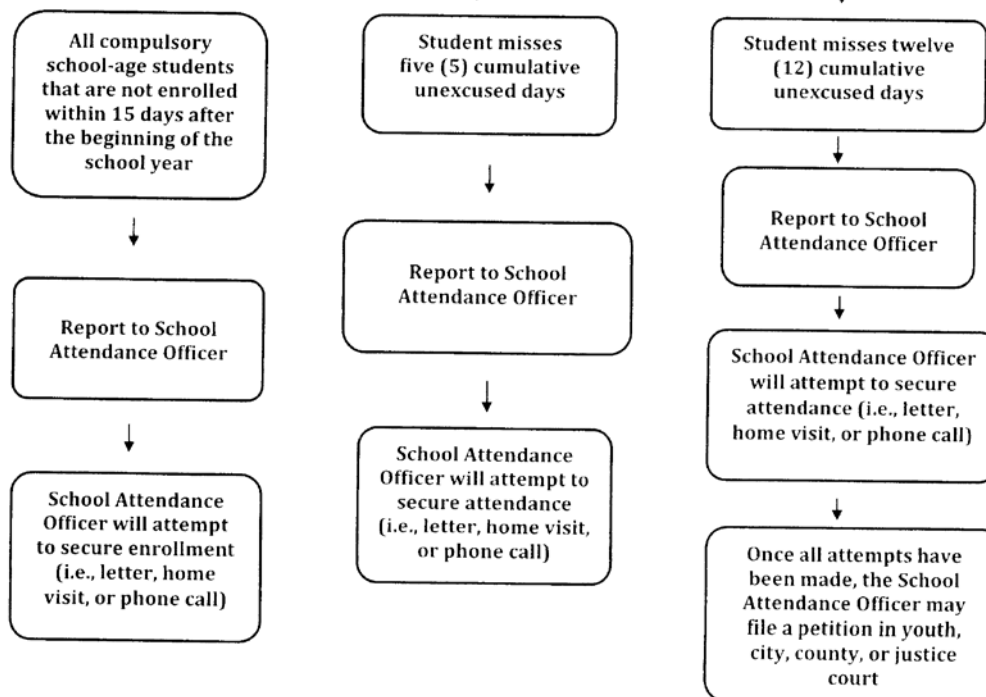 All compulsory
school-age students
that are not enrolled
within 15 days after
the beginning of the
school year
Report to School
Attendance Officer
School Attendance
Officer will attempt
to secure enrollment
(i.e., letter, home
visit, or phone call)
Student misses
five (5) cumulative
unexcused days
Report to School
Attendance Officer
School Attendance
Officer will attempt to
secure attendance
(i.e., letter, home visit,
or phone call)
Student misses twelve
(12) cumulative
unexcused days
Report to School
Attendance Officer
School Attendance Officer
will attempt to secure
attendance (i.e., letter,
home visit, or phone call)
Once all attempts have
been made, the School
Attendance Officer may
file a petition in youth,
city, county, or justice
court